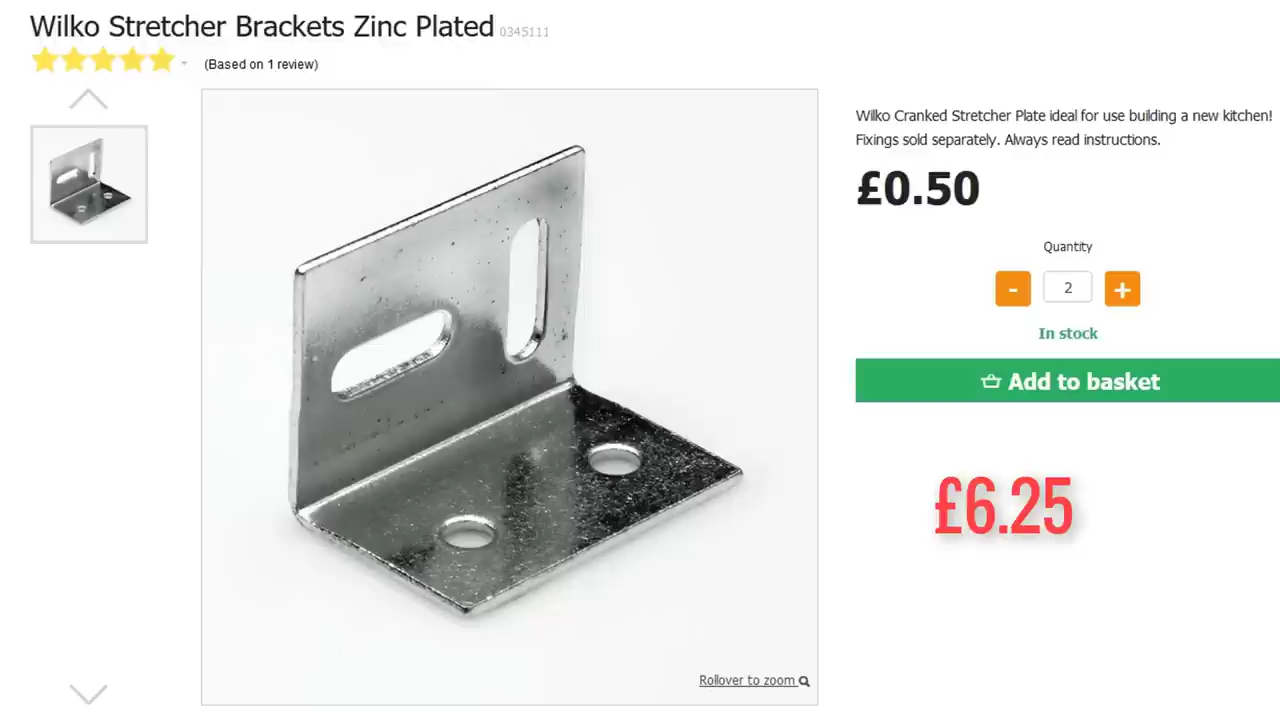 Wilko Stretcher Brackets Zinc Plated 0345111
(Based on 1 review)
Wilko Cranked Stretcher Plate ideal for use building a new kitchen!
Fixings sold separately. Always read instructions.
£0.50
Quantity
- 2 +
In stock
Add to basket
£6.25
Rollover to zoom